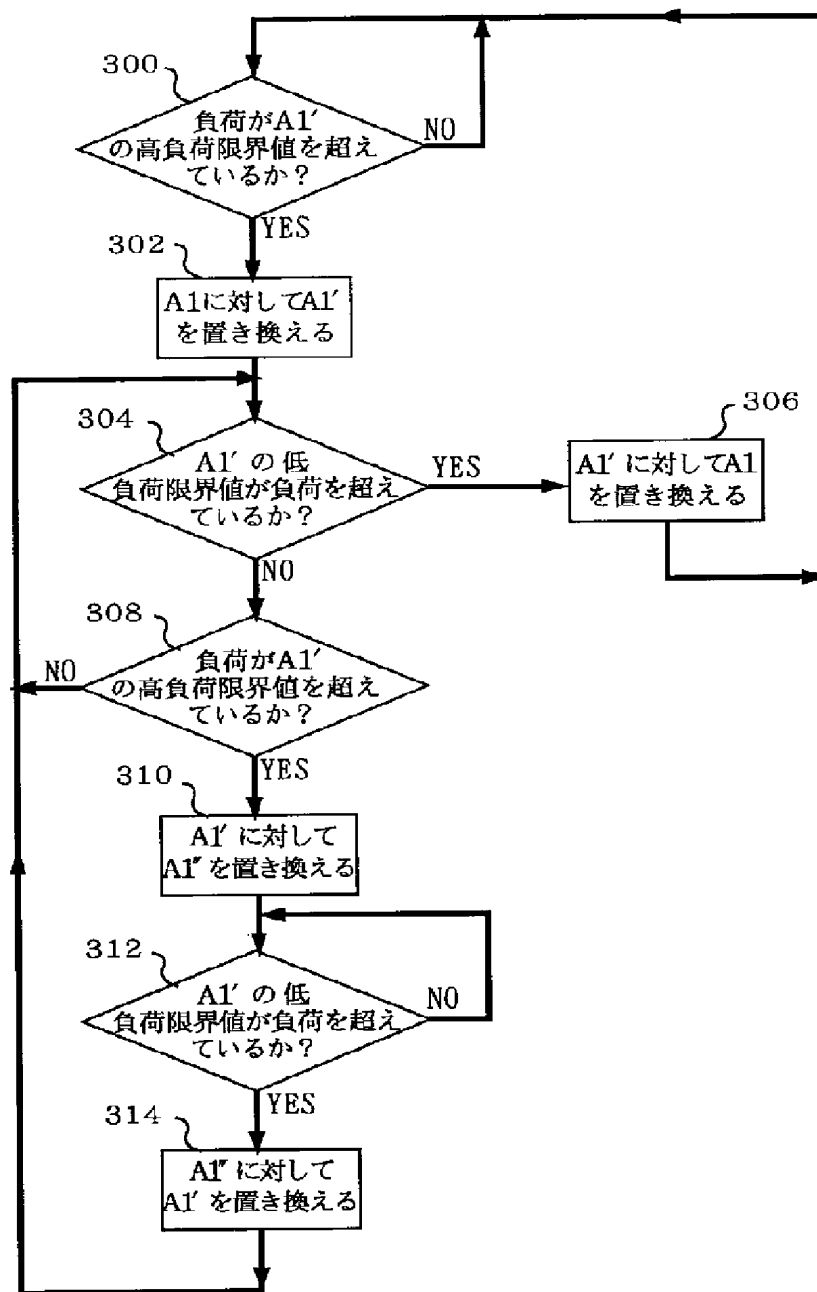 300
負荷がA1′
の高負荷限界値を超え
ているか？
NO
YES
302
A1に対してA1′
を置き換える
304
A1′の低
負荷限界値が負荷を超え
ているか？
YES
306
A1′に対してA1
を置き換える
NO
308
負荷がA1′
の高負荷限界値を超え
ているか？
NO
YES
310
A1′に対して
A1″を置き換える
312
A1′の低
負荷限界値が負荷を超え
ているか？
NO
YES
314
A1″に対して
A1′を置き換える